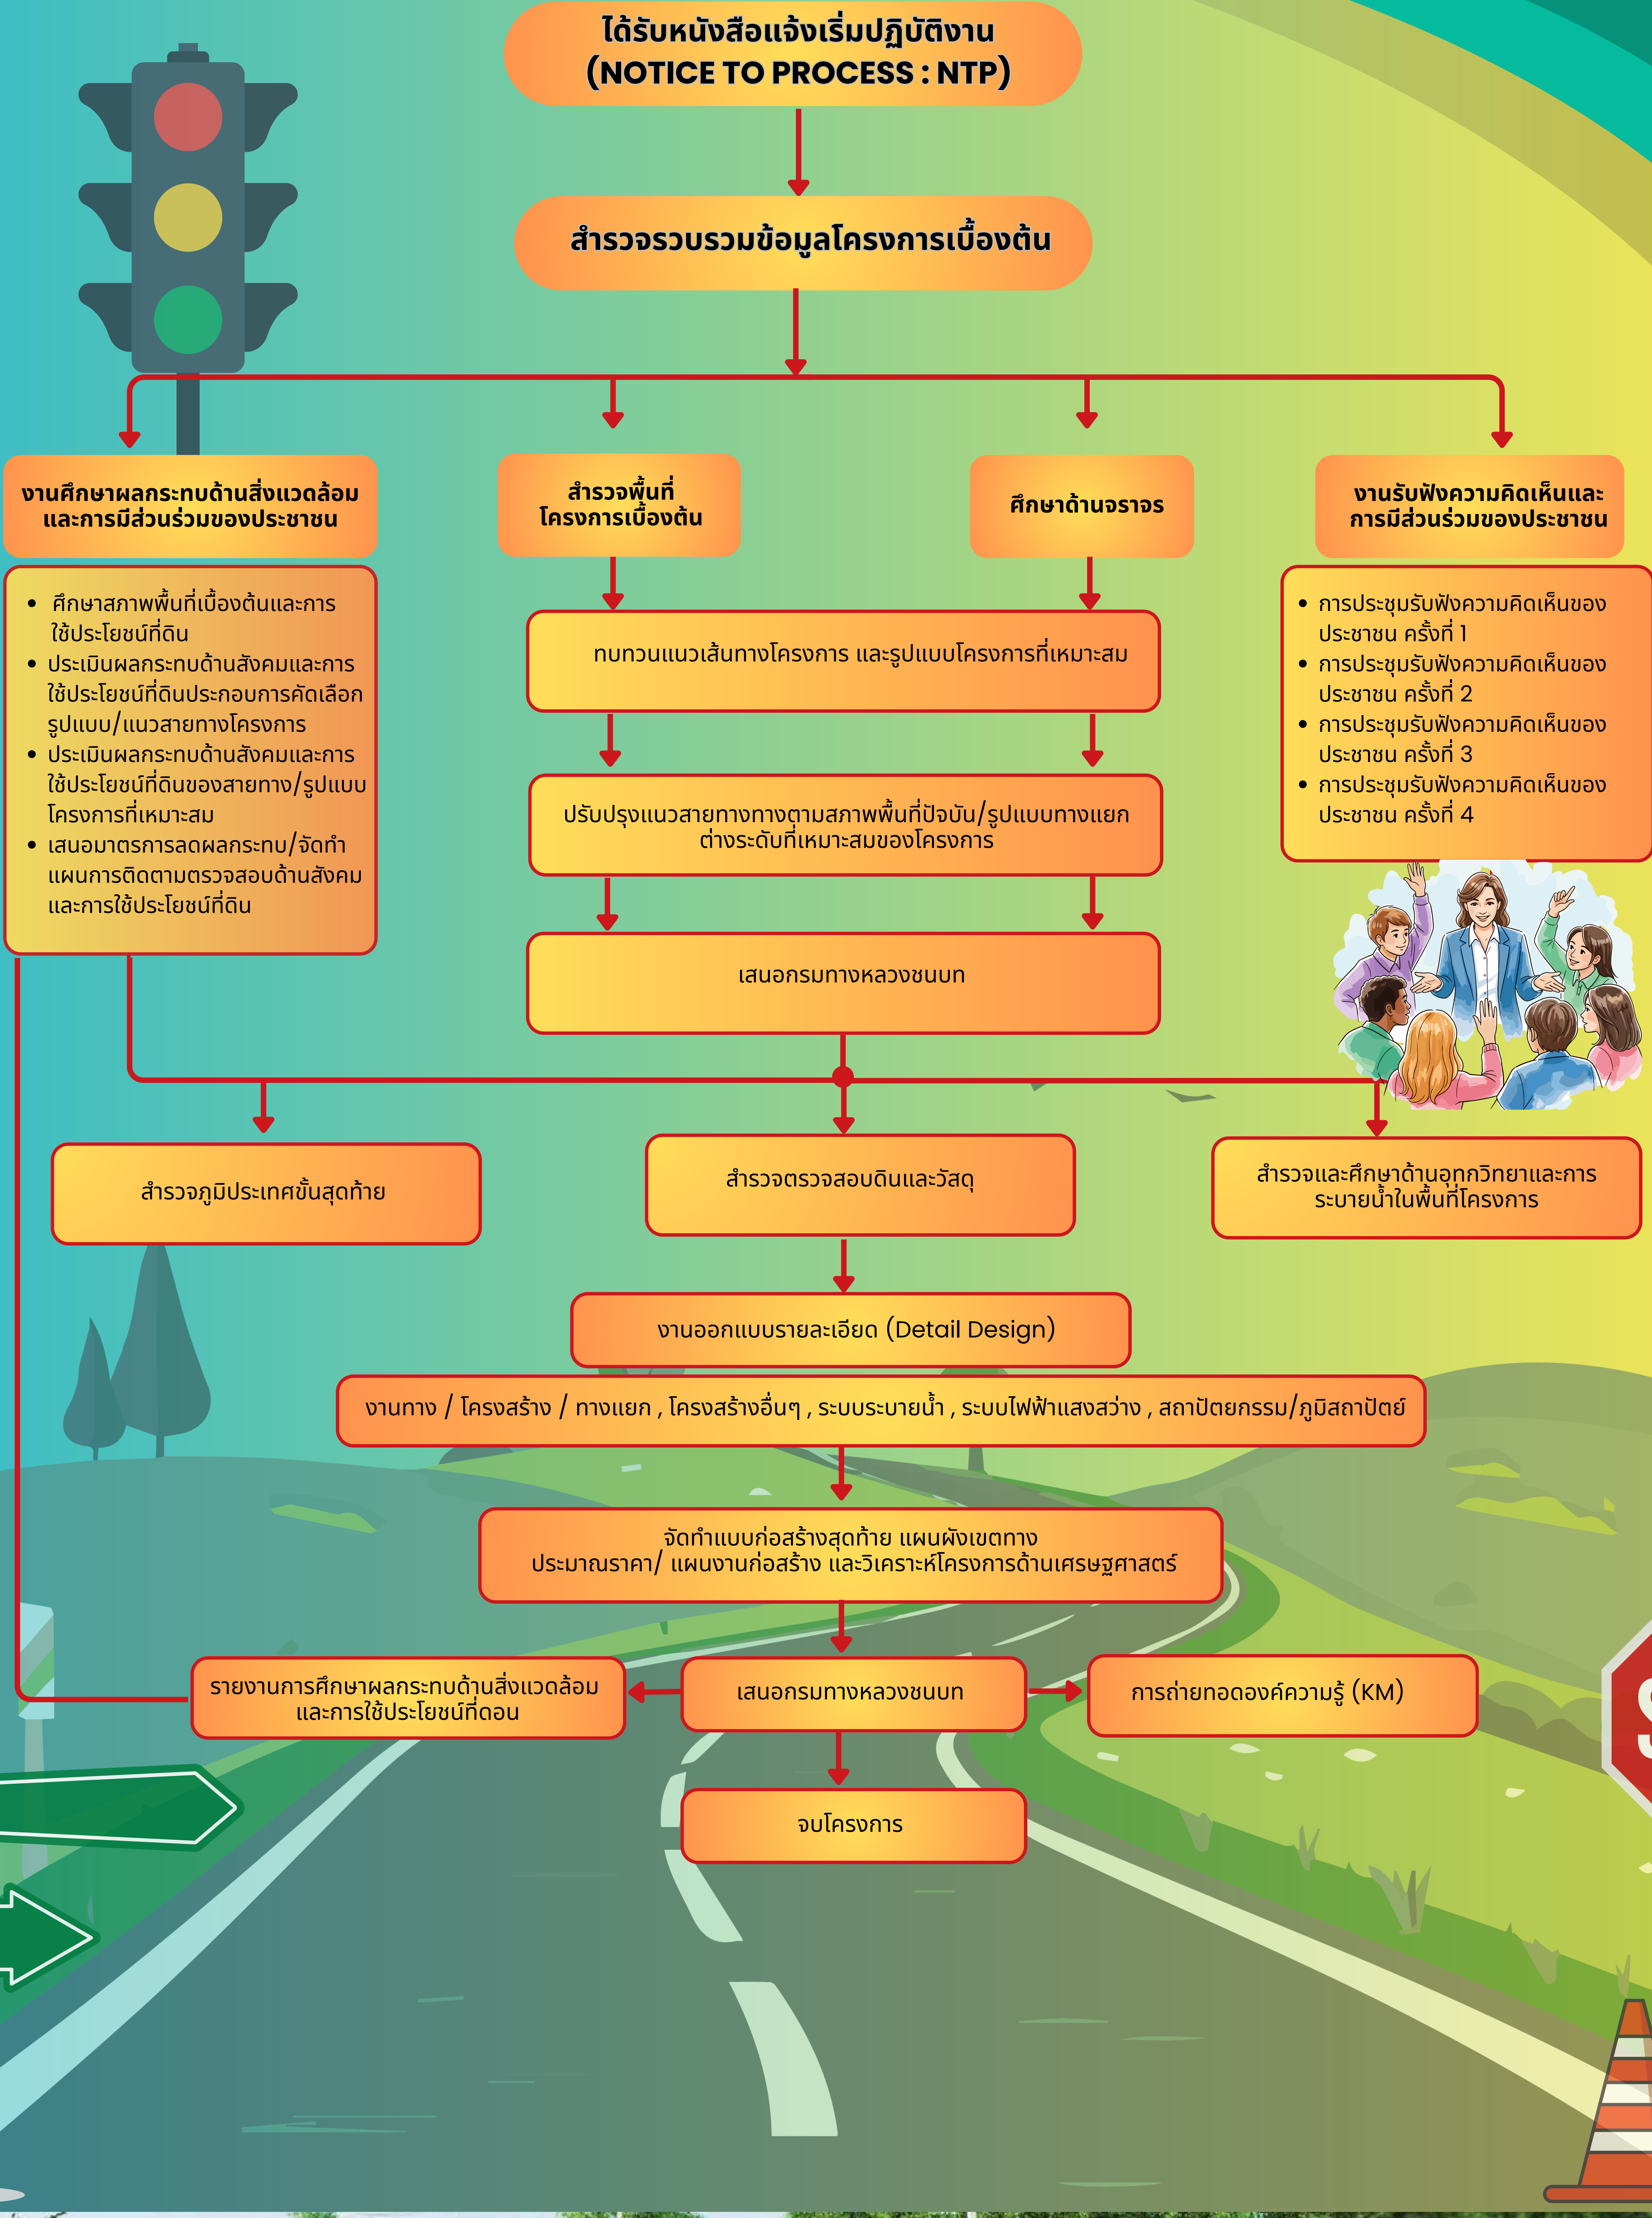 ได้รับหนังสือแจ้งเริ่มปฏิบัติงาน
(NOTICE TO PROCESS : NTP)
สำรวจรวบรวมข้อมูลโครงการเบื้องต้น
งานศึกษาผลกระทบด้านสิ่งแวดล้อม
และการมีส่วนร่วมของประชาชน
• ศึกษาสภาพพื้นที่เบื้องต้นและการ
ใช้ประโยชน์ที่ดิน
• ประเมินผลกระทบด้านสังคมและการ
ใช้ประโยชน์ที่ดินประกอบการคัดเลือก
รูปแบบ/แนวสายทางโครงการ
• ประเมินผลกระทบด้านสังคมและการ
ใช้ประโยชน์ที่ดินของสายทาง/รูปแบบ
โครงการที่เหมาะสม
• เสนอมาตรการลดผลกระทบ/จัดทำ
แผนการติดตามตรวจสอบด้านสังคม
และการใช้ประโยชน์ที่ดิน
สำรวจพื้นที่
โครงการเบื้องต้น
ศึกษาด้านจราจร
งานรับฟังความคิดเห็นและ
การมีส่วนร่วมของประชาชน
• การประชุมรับฟังความคิดเห็นของ
ประชาชน ครั้งที่ 1
• การประชุมรับฟังความคิดเห็นของ
ประชาชน ครั้งที่ 2
• การประชุมรับฟังความคิดเห็นของ
ประชาชน ครั้งที่ 3
• การประชุมรับฟังความคิดเห็นของ
ประชาชน ครั้งที่ 4
ทบทวนแนวเส้นทางโครงการ และรูปแบบโครงการที่เหมาะสม
ปรับปรุงแนวสายทางทางตามสภาพพื้นที่ปัจจุบัน/รูปแบบทางแยก
ต่างระดับที่เหมาะสมของโครงการ
เสนอกรมทางหลวงชนบท
สำรวจภูมิประเทศขั้นสุดท้าย
สำรวจตรวจสอบดินและวัสดุ
สำรวจและศึกษาด้านอุทกวิทยาและการ
ระบายน้ำในพื้นที่โครงการ
งานออกแบบรายละเอียด (Detail Design)
งานทาง / โครงสร้าง / ทางแยก , โครงสร้างอื่นๆ , ระบบระบายน้ำ , ระบบไฟฟ้าแสงสว่าง , สถาปัตยกรรม/ภูมิสถาปัตย์
จัดทำแบบก่อสร้างสุดท้าย แผนผังเขตทาง
ประมาณราคา/ แผนงานก่อสร้าง และวิเคราะห์โครงการด้านเศรษฐศาสตร์
รายงานการศึกษาผลกระทบด้านสิ่งแวดล้อม
และการใช้ประโยชน์ที่ดอน
เสนอกรมทางหลวงชนบท
การถ่ายทอดองค์ความรู้ (KM)
จบโครงการ